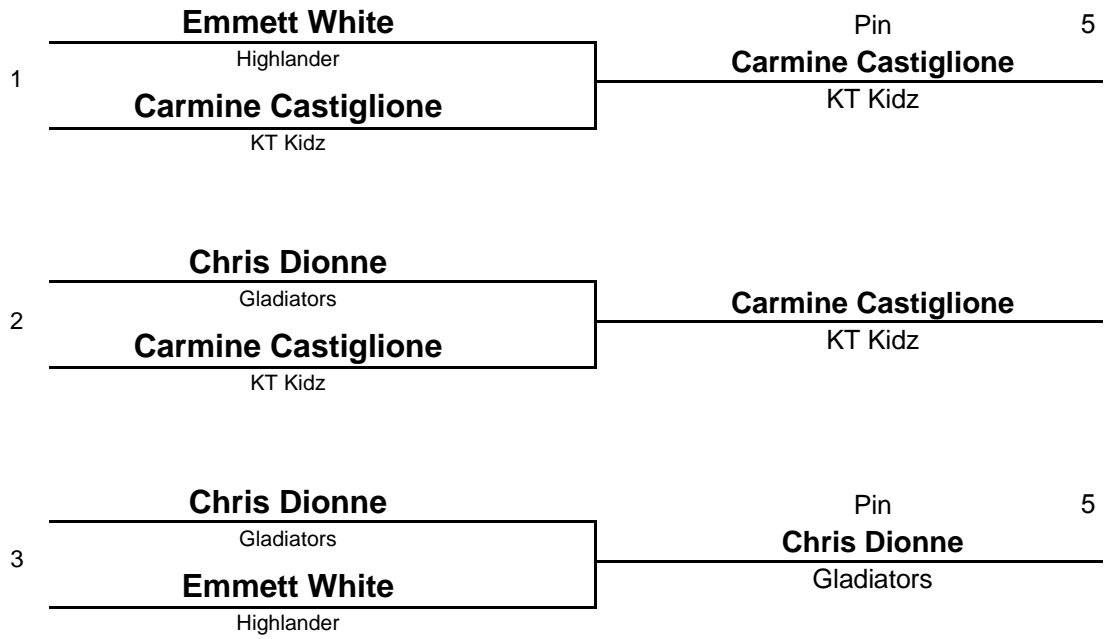 Emmett White
Highlander
1
Carmine Castiglione
KT Kidz
Pin 5
Carmine Castiglione
KT Kidz
Chris Dionne
Gladiators
2
Carmine Castiglione
KT Kidz
Carmine Castiglione
KT Kidz
Chris Dionne
Gladiators
3
Emmett White
Highlander
Pin 5
Chris Dionne
Gladiators